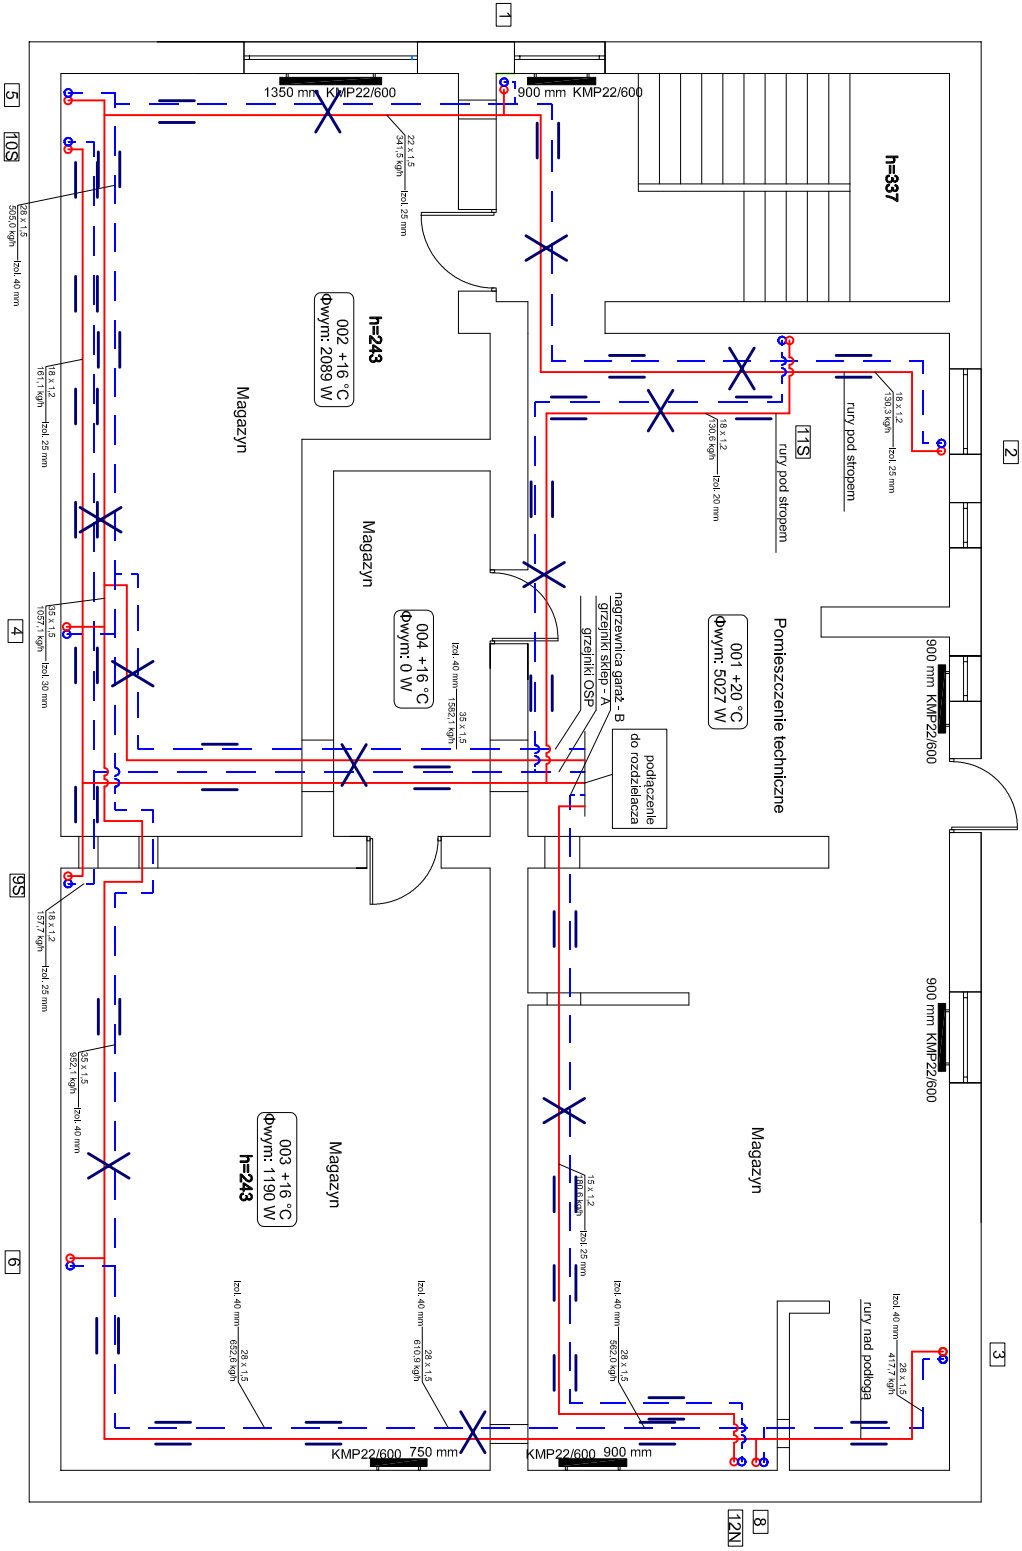 1
5
10S
4
9S
6
2
3
8
12N
11S
1350 mm KMP22/600
900 mm KMP22/600
h=337
22 x 1,5
341,5 kg/h
Izol. 25 mm
28 x 1,5
505,0 kg/h
Izol. 40 mm
002 +16 °C
Φwym: 2089 W
h=243
Magazyn
18 x 1,2
161,1 kg/h
Izol. 25 mm
18 x 1,2
130,3 kg/h
Izol. 25 mm
rury pod stropem
18 x 1,2
130,6 kg/h
Izol. 20 mm
rury pod stropem
Magazyn
004 +16 °C
Φwym: 0 W
35 x 1,5
1057,1 kg/h
Izol. 30 mm
35 x 1,5
1582,1 kg/h
Izol. 40 mm
nagrzewnica garaż - B
grzejniki sklep - A
grzejniki OSP
podłączenie
do rozdzielacza
001 +20 °C
Φwym: 5027 W
Pomieszczenie techniczne
900 mm KMP22/600
900 mm KMP22/600
18 x 1,2
157,7 kg/h
Izol. 25 mm
35 x 1,5
952,1 kg/h
Izol. 40 mm
003 +16 °C
Φwym: 1190 W
h=243
Magazyn
Magazyn
15 x 1,2
180,6 kg/h
Izol. 25 mm
28 x 1,5
652,6 kg/h
Izol. 40 mm
28 x 1,5
610,9 kg/h
Izol. 40 mm
28 x 1,5
562,0 kg/h
Izol. 40 mm
28 x 1,5
417,7 kg/h
Izol. 40 mm
rury nad podłogą
KMP22/600 750 mm
KMP22/600 900 mm